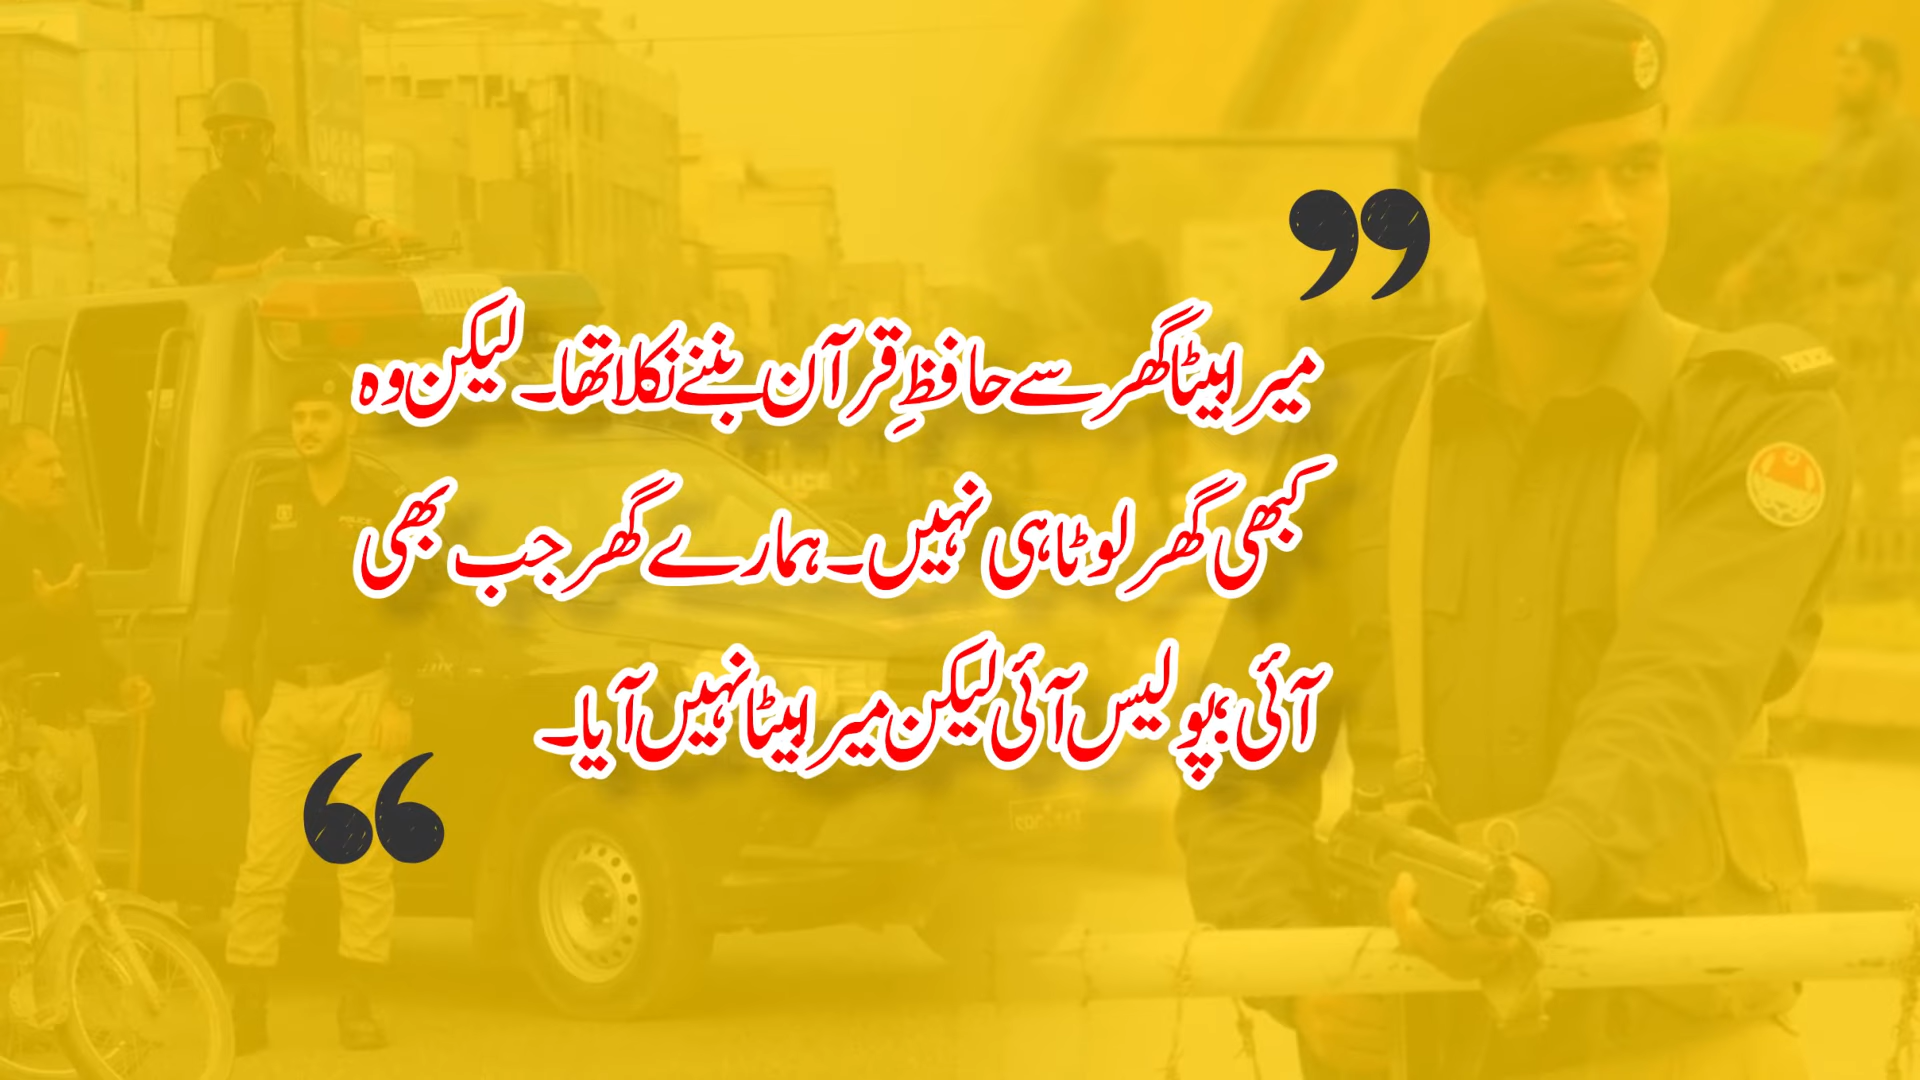 میرا بیٹا گھر سے حافظِ قرآن بننے نکلا تھا۔ لیکن وہ
کبھی گھر لوٹا ہی نہیں۔ ہمارے گھر جب بھی
آئی؛ پولیس آئی لیکن میرا بیٹا نہیں آیا۔
POLICE